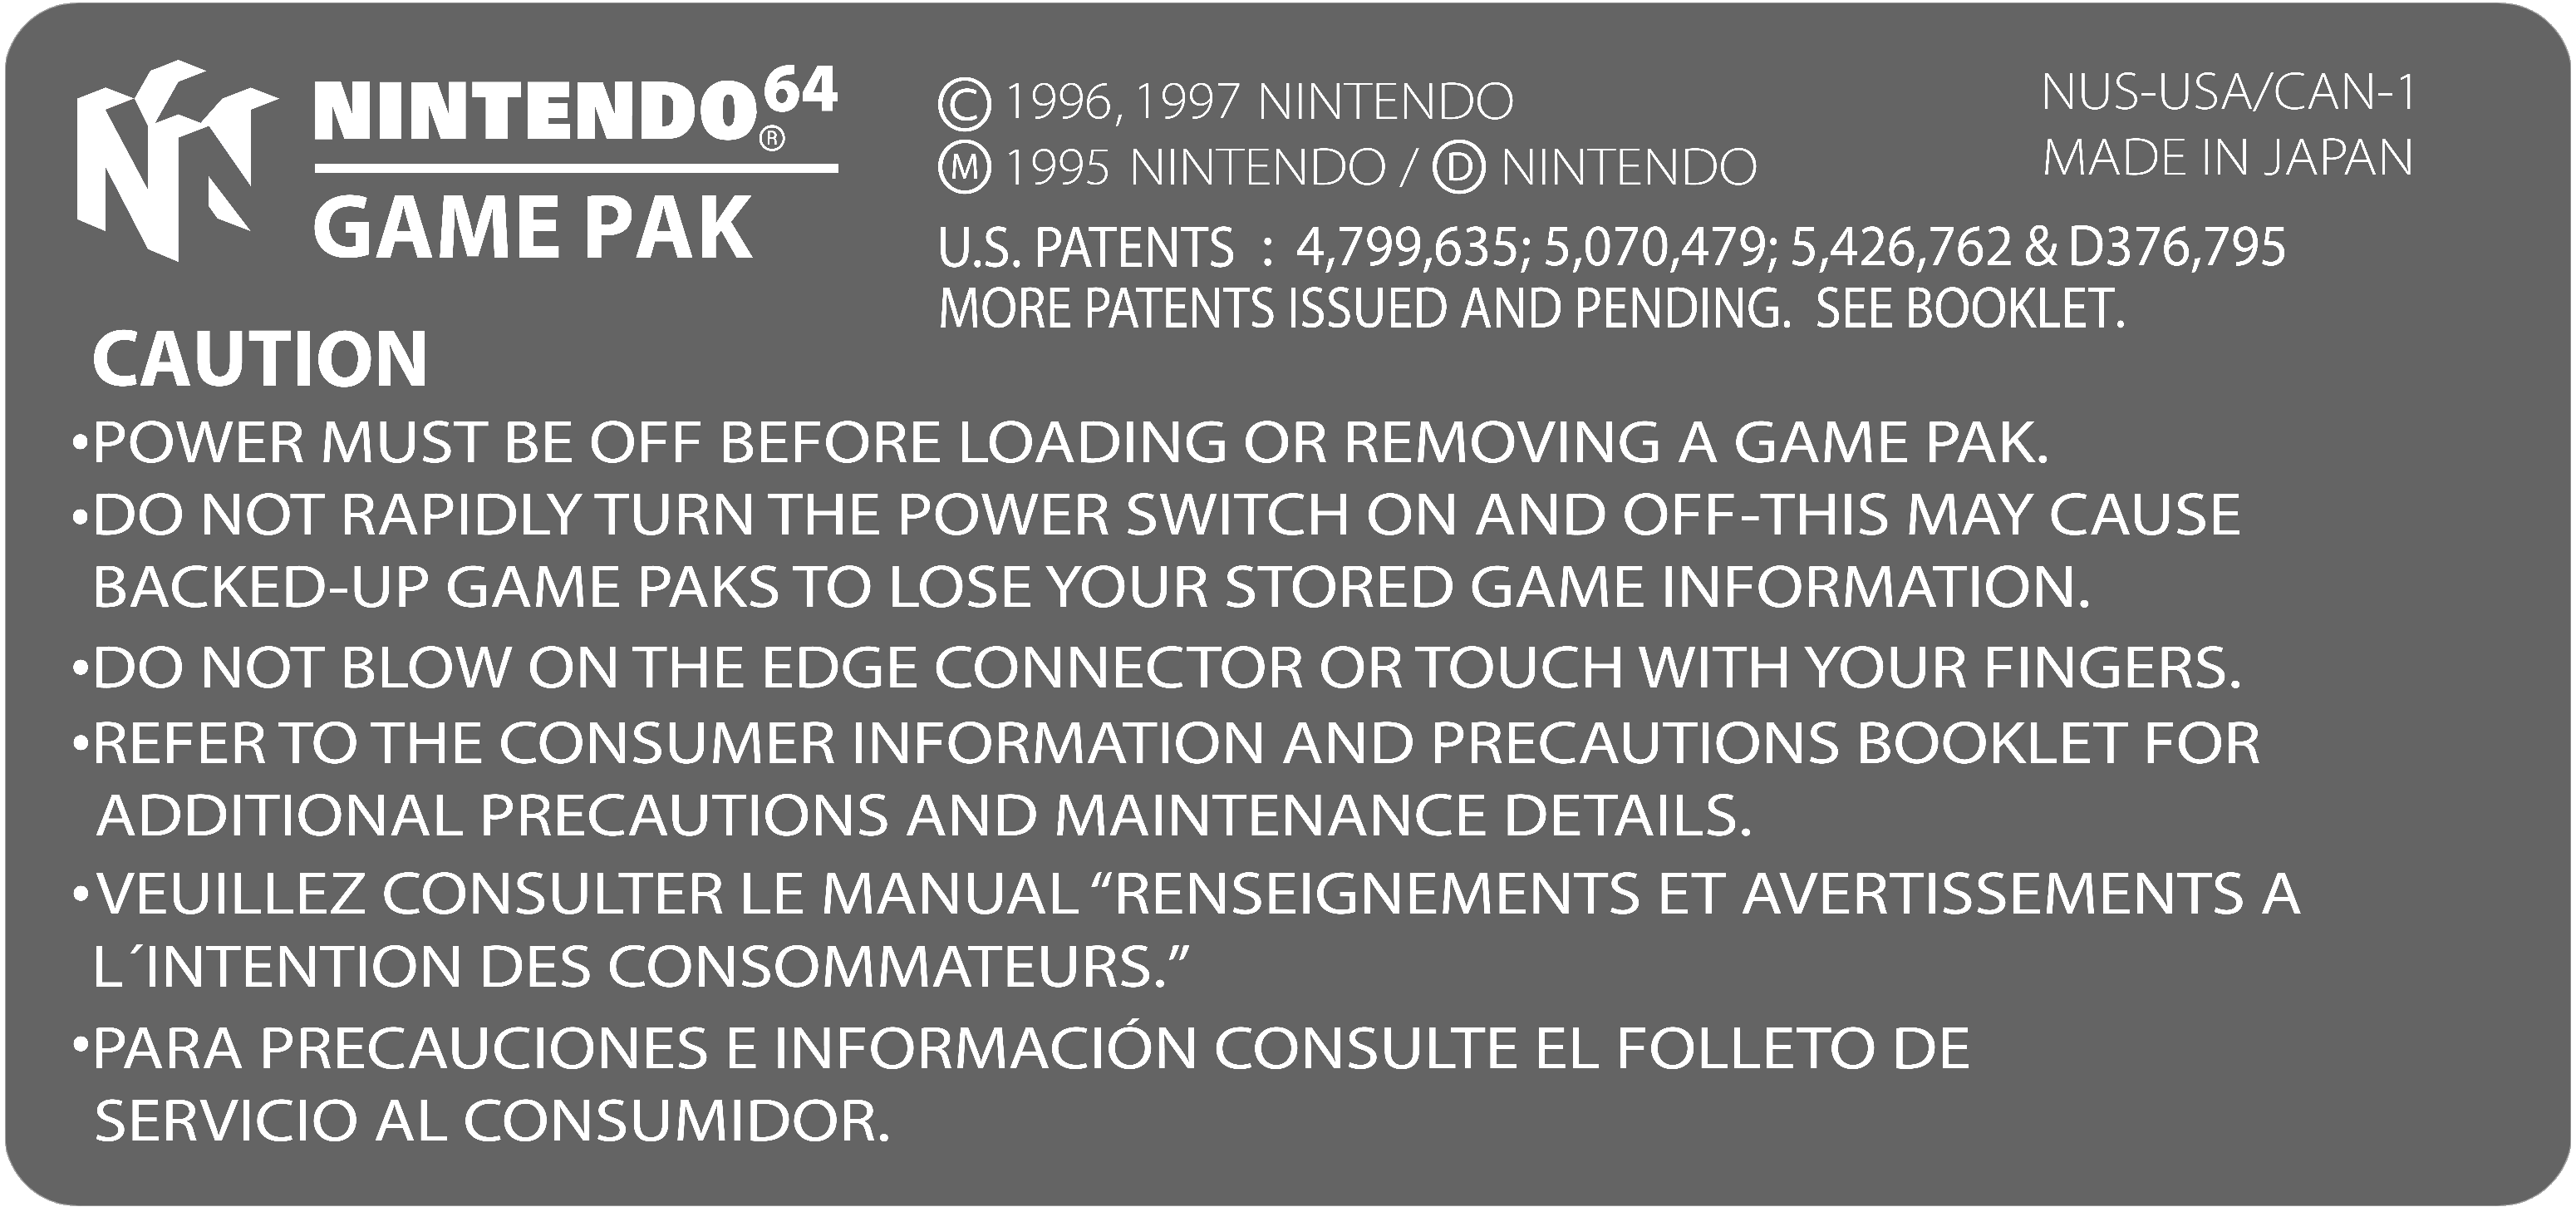 NINTENDO64®
GAME PAK
© 1996, 1997 NINTENDO
Ⓜ 1995 NINTENDO / Ⓓ NINTENDO
NUS-USA/CAN-1
MADE IN JAPAN
U.S. PATENTS : 4,799,635; 5,070,479; 5,426,762 & D376,795
MORE PATENTS ISSUED AND PENDING. SEE BOOKLET.
CAUTION
•POWER MUST BE OFF BEFORE LOADING OR REMOVING A GAME PAK.
•DO NOT RAPIDLY TURN THE POWER SWITCH ON AND OFF-THIS MAY CAUSE
BACKED-UP GAME PAKS TO LOSE YOUR STORED GAME INFORMATION.
•DO NOT BLOW ON THE EDGE CONNECTOR OR TOUCH WITH YOUR FINGERS.
•REFER TO THE CONSUMER INFORMATION AND PRECAUTIONS BOOKLET FOR
ADDITIONAL PRECAUTIONS AND MAINTENANCE DETAILS.
•VEUILLEZ CONSULTER LE MANUAL “RENSEIGNEMENTS ET AVERTISSEMENTS A
L´INTENTION DES CONSOMMATEURS.”
•PARA PRECAUCIONES E INFORMACIÓN CONSULTE EL FOLLETO DE
SERVICIO AL CONSUMIDOR.